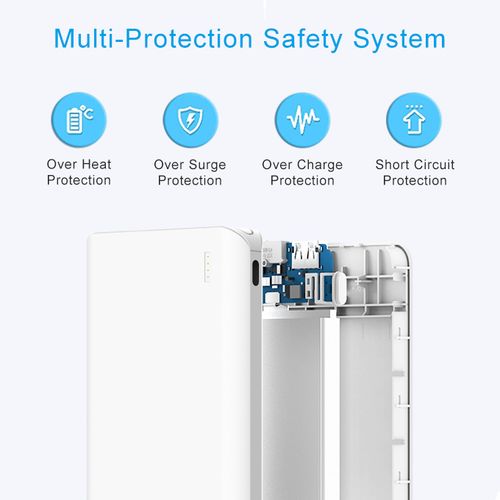 Multi-Protection Safety System
°C
Over Heat Over Surge Over Charge Short Circuit
Protection Protection Protection Protection